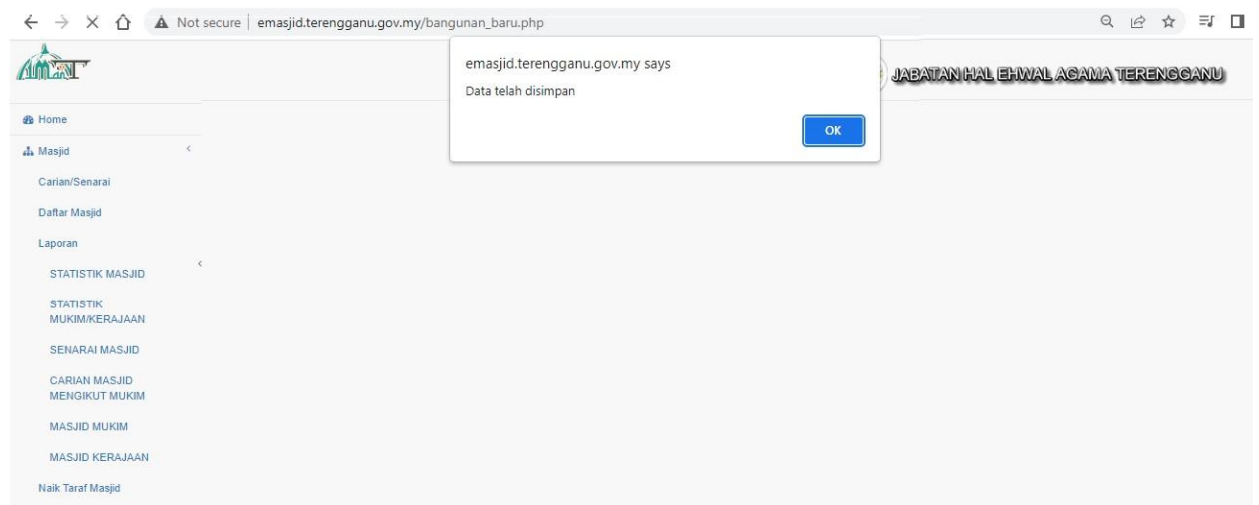 Not secure | emasjid.terengganu.gov.my/bangunan_baru.php
emasjid.terengganu.gov.my says
Data telah disimpan
OK
JABATAN HAL EHWAL AGAMA TERENGGANU
Home
Masjid
Carian/Senarai
Daftar Masjid
Laporan
STATISTIK MASJID
STATISTIK
MUKIM/KERAJAAN
SENARAI MASJID
CARIAN MASJID
MENGIKUT MUKIM
MASJID MUKIM
MASJID KERAJAAN
Naik Taraf Masjid